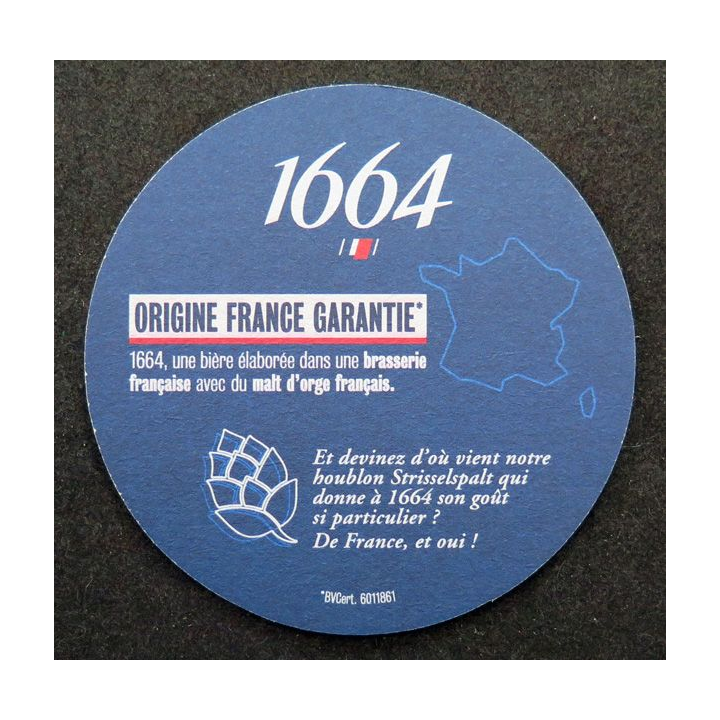 1664
ORIGINE FRANCE GARANTIE*
1664, une bière élaborée dans une brasserie
française avec du malt d'orge français.
Et devinez d'où vient notre
houblon Strisselspalt qui
donne à 1664 son goût
si particulier ?
De France, et oui !
*BVCert. 6011861